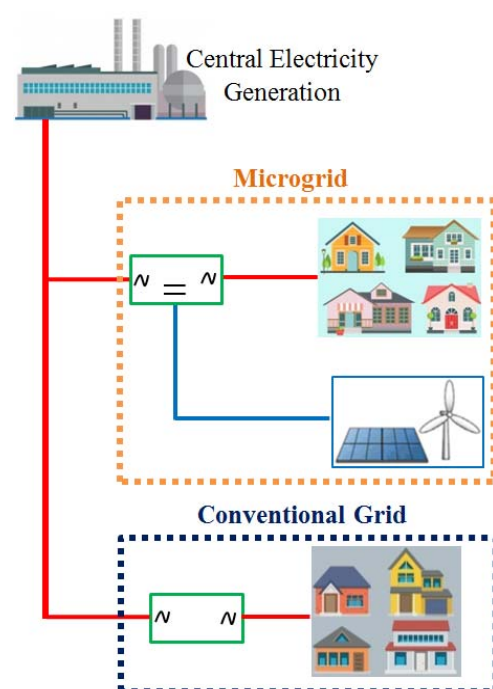 Central Electricity
Generation
Microgrid
~ = ~
Conventional Grid
~ ~